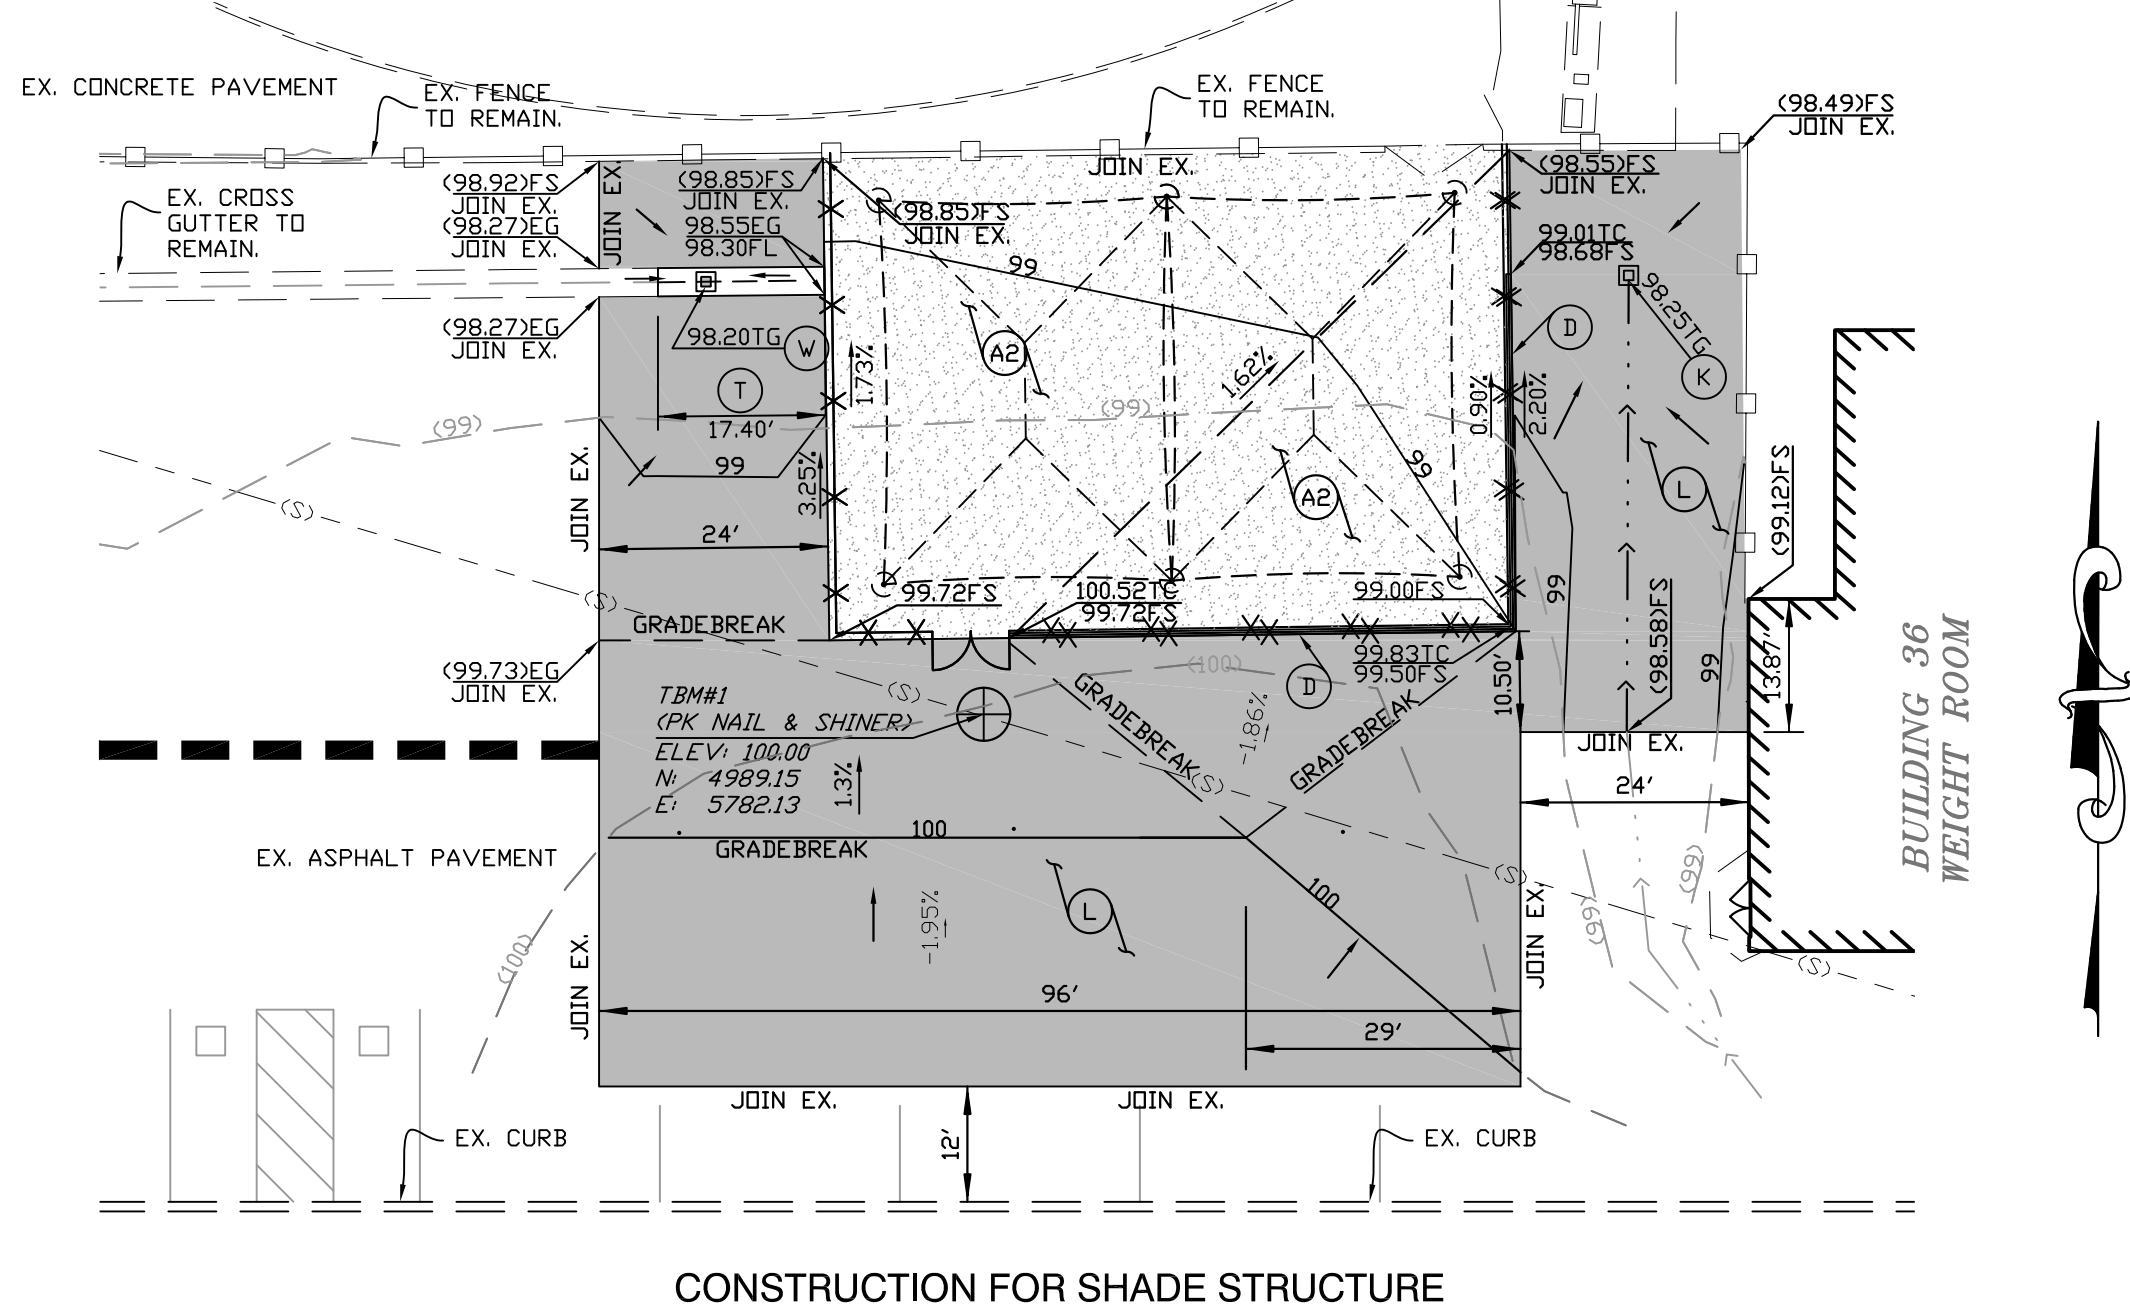 EX. CONCRETE PAVEMENT
EX. FENCE
TO REMAIN.
EX. FENCE
TO REMAIN.
(98.49)FS
JOIN EX.
EX. CROSS
GUTTER TO
REMAIN.
(98.92)FS
JOIN EX.
(98.27)EG
JOIN EX.
JOIN EX.
(98.85)FS
JOIN EX.
98.55EG
98.30FL
(98.85)FS
JOIN EX.
JOIN EX.
(98.55)FS
JOIN EX.
99.01TC
98.68FS
99
(98.27)EG
JOIN EX.
98.20TG
W
T
17.40'
99
1.73%
3.25%
A2
1.62%
(99)
(99)
0.90%
2.20%
D
98.25TG
K
L
99
A2
(99.12)FS
JOIN EX.
24'
(S)
(S)
GRADEBREAK
99.72FS
100.52TC
99.72FS
99.00FS
99
(98.58)FS
99
13.87'
(99.73)EG
JOIN EX.
TBM#1
(PK NAIL & SHINER)
ELEV: 100.00
N: 4989.15
E: 5782.13
(S)
(100)
99.83TC
99.50FS
D
10.50'
GRADEBREAK
GRADEBREAK
-1.86%
1.3%
(S)
JOIN EX.
24'
BUILDING 36
WEIGHT ROOM
100
GRADEBREAK
EX. ASPHALT PAVEMENT
(100)
-1.95%
L
100
(S)
JOIN EX.
(99)
(99)
(S)
JOIN EX.
96'
29'
JOIN EX.
JOIN EX.
EX. CURB
12'
EX. CURB
CONSTRUCTION FOR SHADE STRUCTURE